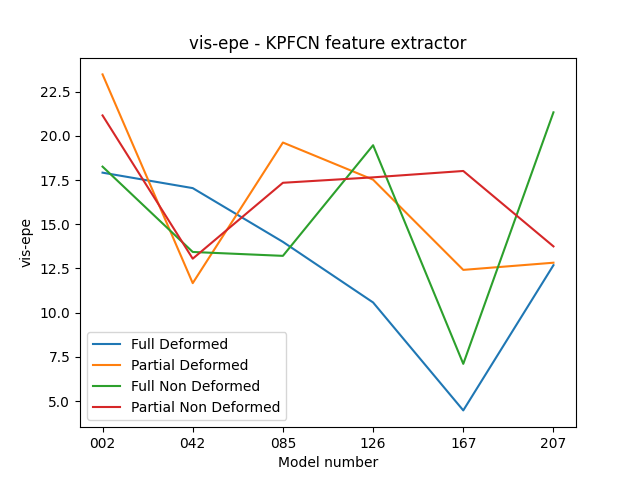 vis-epe - KPFCN feature extractor
vis-epe
22.5
20.0
17.5
15.0
12.5
10.0
7.5
5.0
Full Deformed
Partial Deformed
Full Non Deformed
Partial Non Deformed
002 042 085 126 167 207
Model number